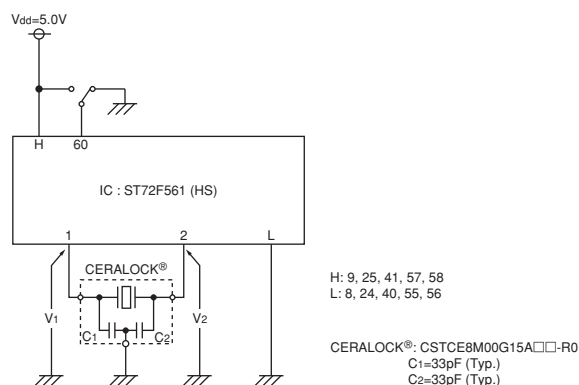 Vdd=5.0V
H 60
IC : ST72F561 (HS)
1 2 L
CERALOCK®
H: 9, 25, 41, 57, 58
L: 8, 24, 40, 55, 56
V1 C1 C2 V2
CERALOCK®: CSTCE8M00G15A□□-R0
C1=33pF (Typ.)
C2=33pF (Typ.)